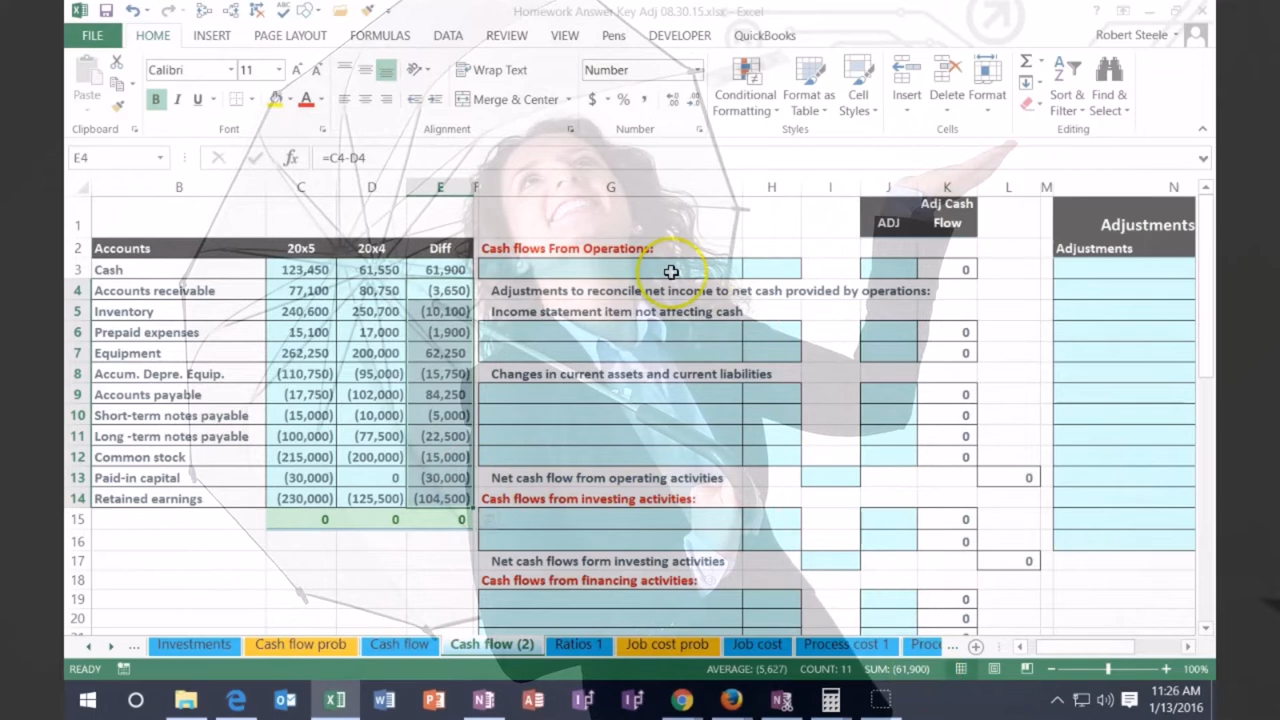 Homework Answer Key Adj 08.30.15.xlsx - Excel
FILE HOME INSERT PAGE LAYOUT FORMULAS DATA REVIEW VIEW Pens DEVELOPER QuickBooks Robert Steele
Calibri 11 Wrap Text Number
Paste B I U A Merge & Center $ % , Conditional Formatting Format as Table Cell Styles Insert Delete Format Sort & Filter Find & Select
Clipboard Font Alignment Number Styles Cells Editing
E4 fx =C4-D4
B C D E F G H I J K L M N
1 ADJ Adj Cash Flow Adjustments
2 Accounts 20x5 20x4 Diff Cash flows From Operations: Adjustments
3 Cash 123,450 61,550 61,900 0
4 Accounts receivable 77,100 80,750 (3,650) Adjustments to reconcile net income to net cash provided by operations:
5 Inventory 240,600 250,700 (10,100) Income statement item not affecting cash
6 Prepaid expenses 15,100 17,000 (1,900) 0
7 Equipment 262,250 200,000 62,250 0
8 Accum. Depre. Equip. (110,750) (95,000) (15,750) Changes in current assets and current liabilities
9 Accounts payable (17,750) (102,000) 84,250 0
10 Short-term notes payable (15,000) (10,000) (5,000) 0
11 Long -term notes payable (100,000) (77,500) (22,500) 0
12 Common stock (215,000) (200,000) (15,000) 0
13 Paid-in capital (30,000) 0 (30,000) Net cash flow from operating activities 0
14 Retained earnings (230,000) (125,500) (104,500) Cash flows from investing activities:
15 0 0 0 0
16 0
17 Net cash flows form investing activities 0
18 Cash flows from financing activities:
19 0
20 0
... Investments Cash flow prob Cash flow Cash flow (2) Ratios 1 Job cost prob Job cost Process cost 1 Proce ...
READY AVERAGE: (5,627) COUNT: 11 SUM: (61,900) 100%
11:26 AM
1/13/2016